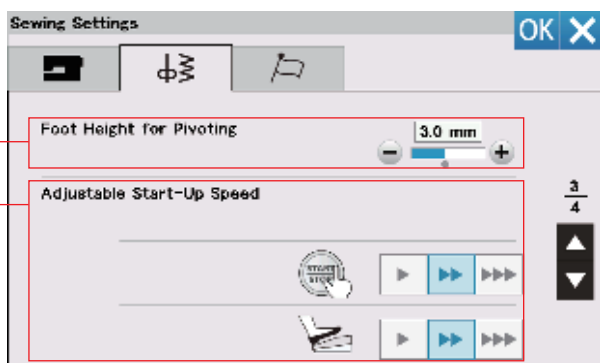 Sewing Settings
OK
Foot Height for Pivoting
3.0 mm
Adjustable Start-Up Speed
3
4
START
STOP